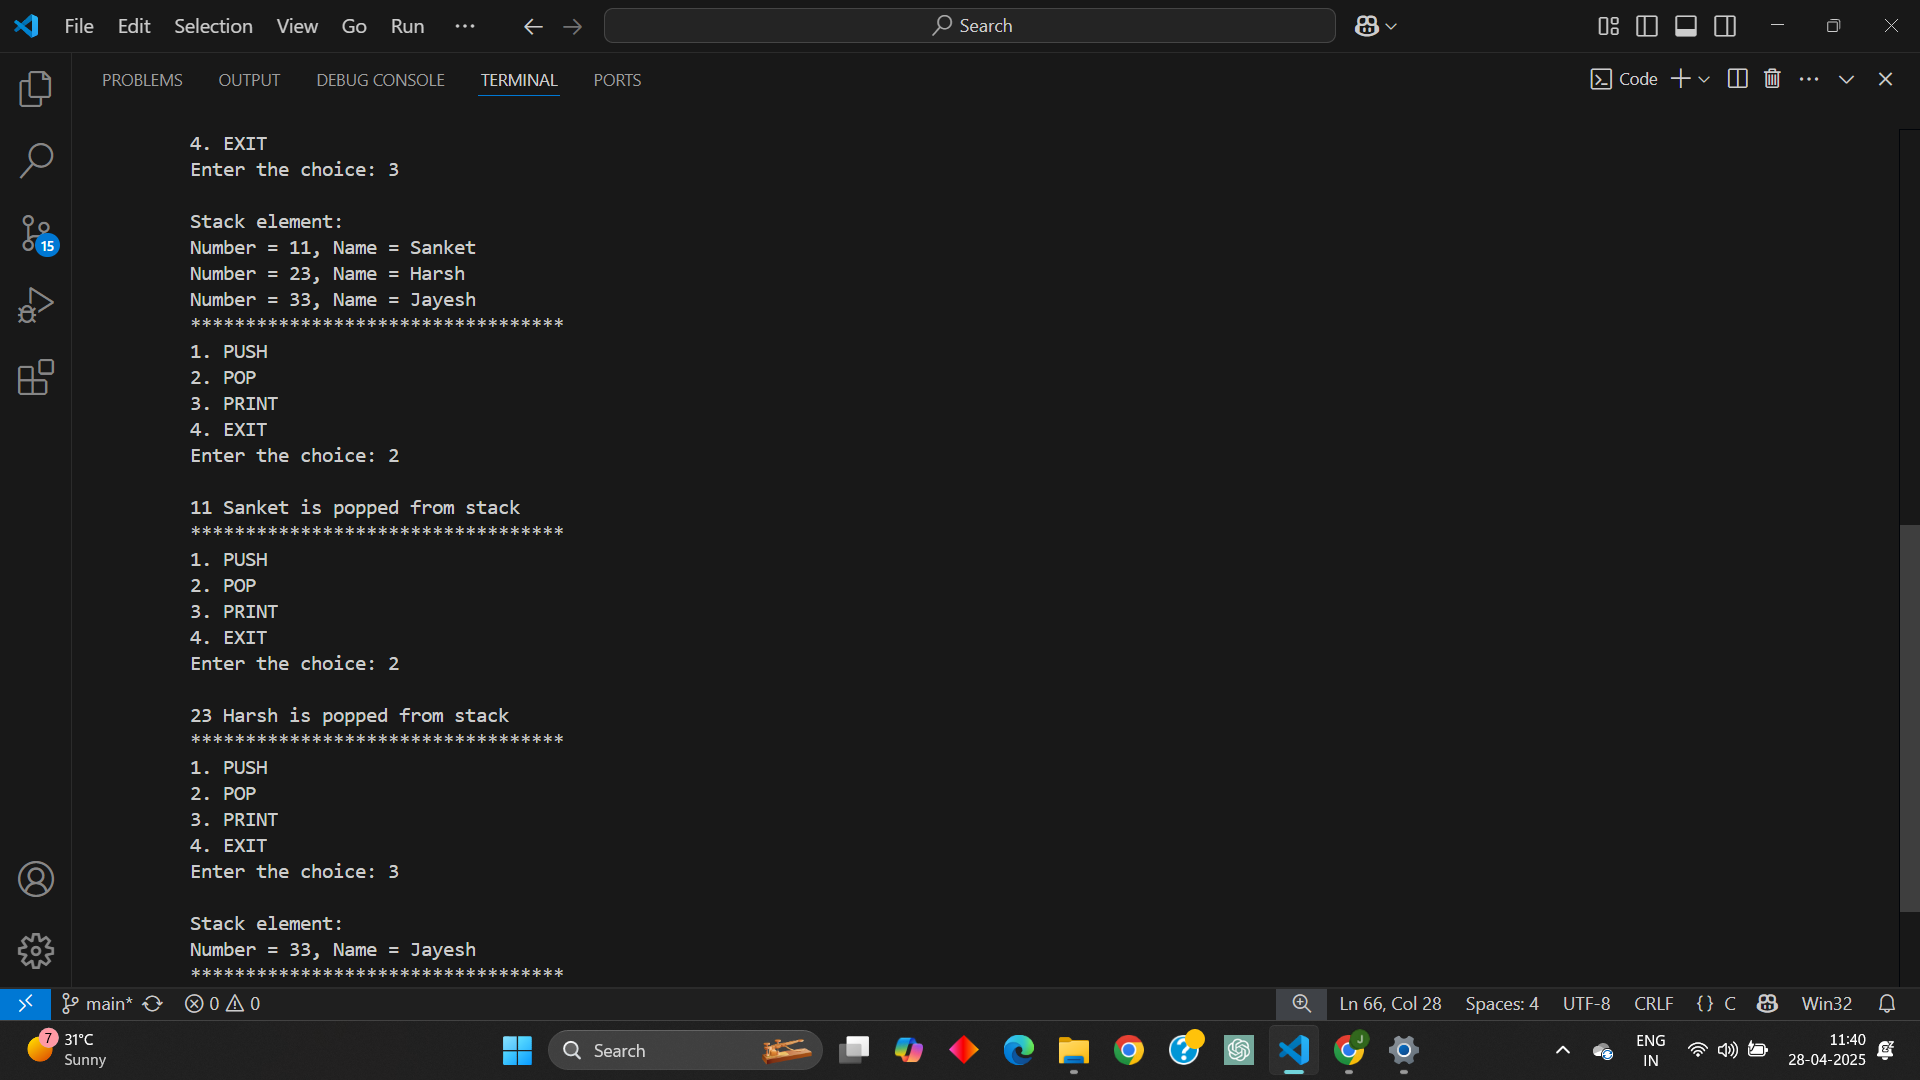 File Edit Selection View Go Run ··· Search
PROBLEMS OUTPUT DEBUG CONSOLE TERMINAL PORTS Code
4. EXIT
Enter the choice: 3
Stack element:
Number = 11, Name = Sanket
Number = 23, Name = Harsh
Number = 33, Name = Jayesh
**********************************
1. PUSH
2. POP
3. PRINT
4. EXIT
Enter the choice: 2
11 Sanket is popped from stack
**********************************
1. PUSH
2. POP
3. PRINT
4. EXIT
Enter the choice: 2
23 Harsh is popped from stack
**********************************
1. PUSH
2. POP
3. PRINT
4. EXIT
Enter the choice: 3
Stack element:
Number = 33, Name = Jayesh
**********************************
15
main* 0 0 Ln 66, Col 28 Spaces: 4 UTF-8 CRLF {} C Win32
7 31°C
Sunny
Search
J
ENG
IN
11:40
28-04-2025